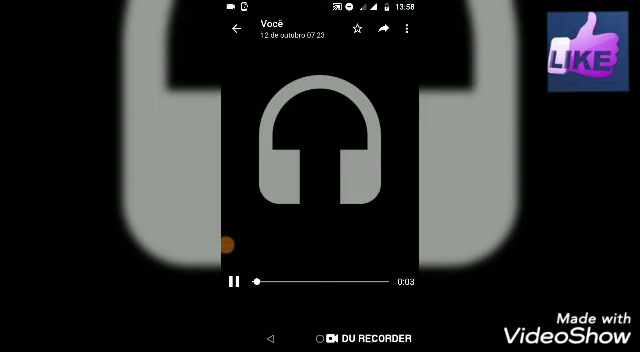 13:58
Você
12 de outubro 07:23
LIKE
0:03
DU RECORDER
Made with
VideoShow